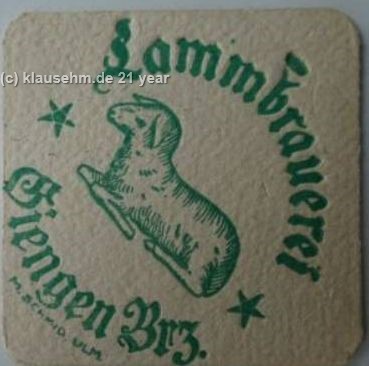 Lammbrauerei
(c) klausehm.de 21 year
Giengen Brz.
M. SCHMID. ULM.